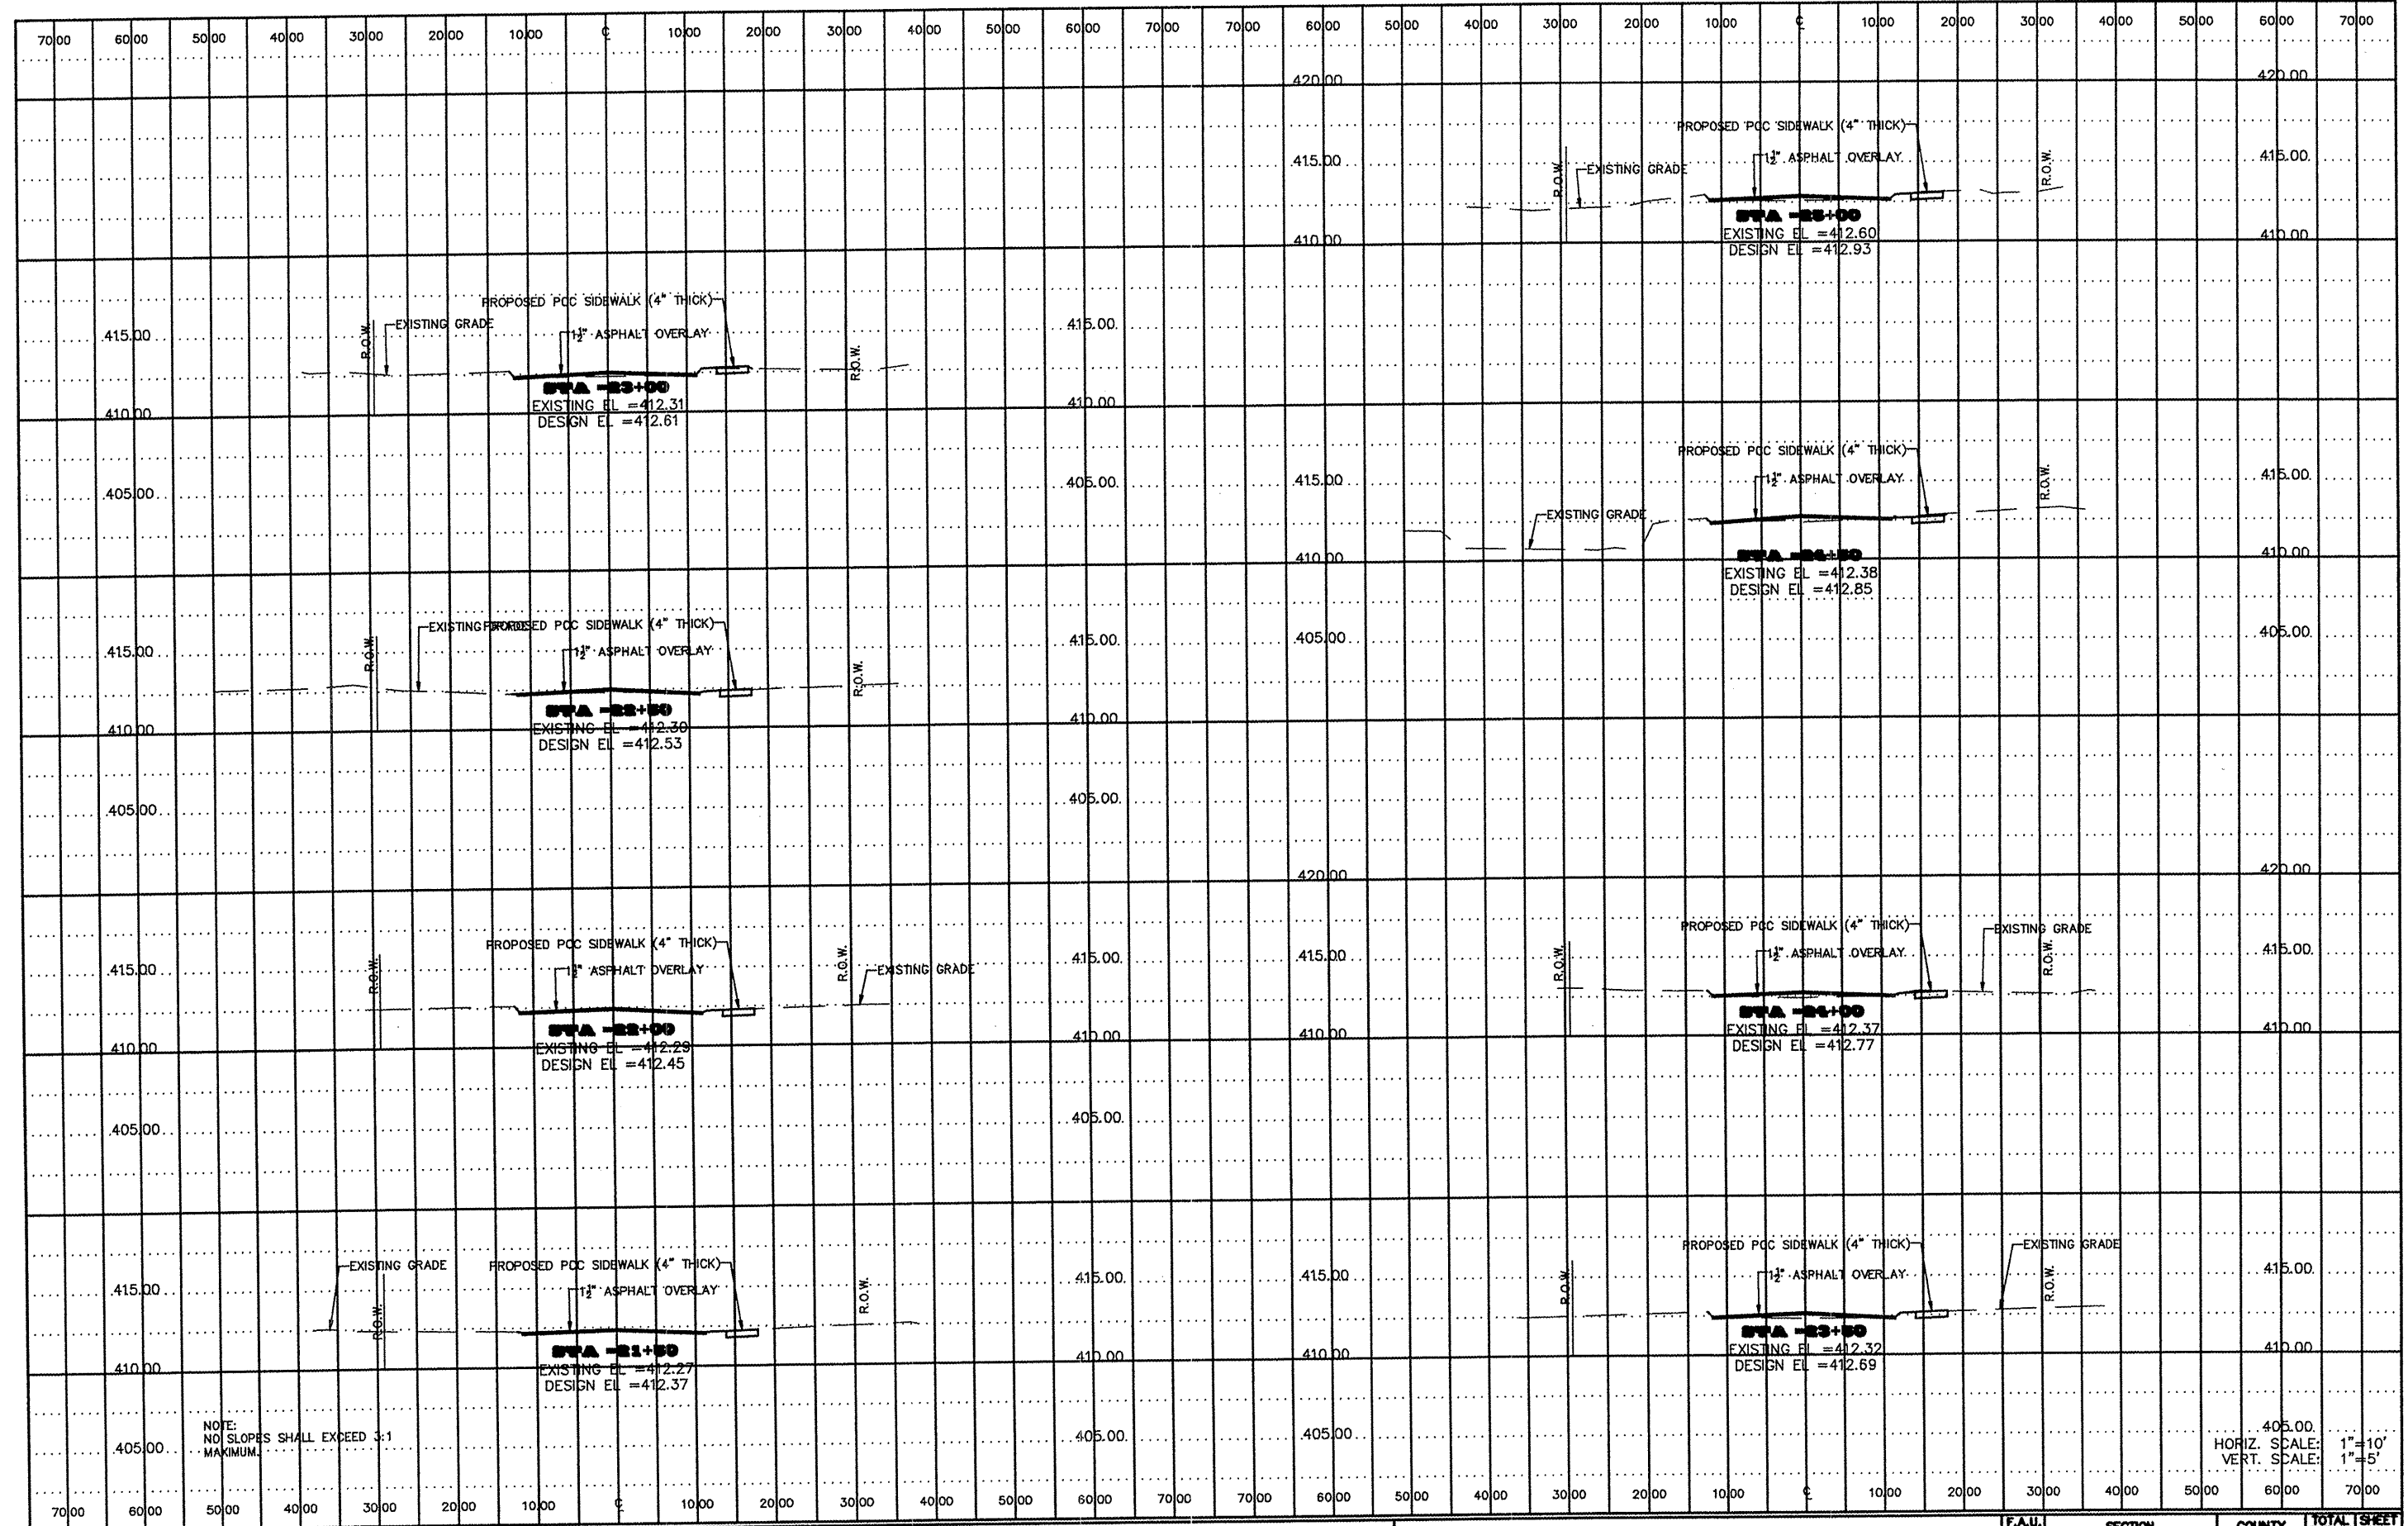 70.00 60.00 50.00 40.00 30.00 20.00 10.00 ℄ 10.00 20.00 30.00 40.00 50.00 60.00 70.00 70.00 60.00 50.00 40.00 30.00 20.00 10.00 ℄ 10.00 20.00 30.00 40.00 50.00 60.00 70.00
PROPOSED PCC SIDEWALK (4" THICK)
1½" ASPHALT OVERLAY
EXISTING GRADE
R.O.W.
R.O.W.
415.00 415.00
410.00 410.00
405.00 405.00
STA =23+00
EXISTING EL =412.31
DESIGN EL =412.61
EXISTING
PROPOSED PCC SIDEWALK (4" THICK)
1½" ASPHALT OVERLAY
R.O.W.
R.O.W.
415.00 415.00
410.00 410.00
405.00 405.00
STA =22+50
EXISTING EL =412.30
DESIGN EL =412.53
PROPOSED PCC SIDEWALK (4" THICK)
1½" ASPHALT OVERLAY
EXISTING GRADE
R.O.W.
R.O.W.
415.00 415.00
410.00 410.00
405.00 405.00
STA =22+00
EXISTING EL =412.29
DESIGN EL =412.45
EXISTING GRADE
PROPOSED PCC SIDEWALK (4" THICK)
1½" ASPHALT OVERLAY
R.O.W.
R.O.W.
415.00 415.00
410.00 410.00
405.00 405.00
STA =21+50
EXISTING EL =412.27
DESIGN EL =412.37
NOTE:
NO SLOPES SHALL EXCEED 3:1
MAXIMUM.
420.00 420.00
PROPOSED PCC SIDEWALK (4" THICK)
1½" ASPHALT OVERLAY
EXISTING GRADE
R.O.W.
R.O.W.
415.00 415.00
410.00 410.00
STA =25+00
EXISTING EL =412.60
DESIGN EL =412.93
PROPOSED PCC SIDEWALK (4" THICK)
1½" ASPHALT OVERLAY
EXISTING GRADE
R.O.W.
415.00 415.00
410.00 410.00
405.00 405.00
STA =24+50
EXISTING EL =412.38
DESIGN EL =412.85
420.00 420.00
PROPOSED PCC SIDEWALK (4" THICK)
1½" ASPHALT OVERLAY
EXISTING GRADE
R.O.W.
R.O.W.
415.00 415.00
410.00 410.00
STA =24+00
EXISTING EL =412.37
DESIGN EL =412.77
PROPOSED PCC SIDEWALK (4" THICK)
1½" ASPHALT OVERLAY
EXISTING GRADE
R.O.W.
R.O.W.
415.00 415.00
410.00 410.00
405.00 405.00
STA =23+50
EXISTING EL =412.32
DESIGN EL =412.69
HORIZ. SCALE: 1"=10'
VERT. SCALE: 1"=5'
70.00 60.00 50.00 40.00 30.00 20.00 10.00 ℄ 10.00 20.00 30.00 40.00 50.00 60.00 70.00 70.00 60.00 50.00 40.00 30.00 20.00 10.00 ℄ 10.00 20.00 30.00 40.00 50.00 60.00 70.00
F.A.U. SECTION COUNTY TOTAL SHEET